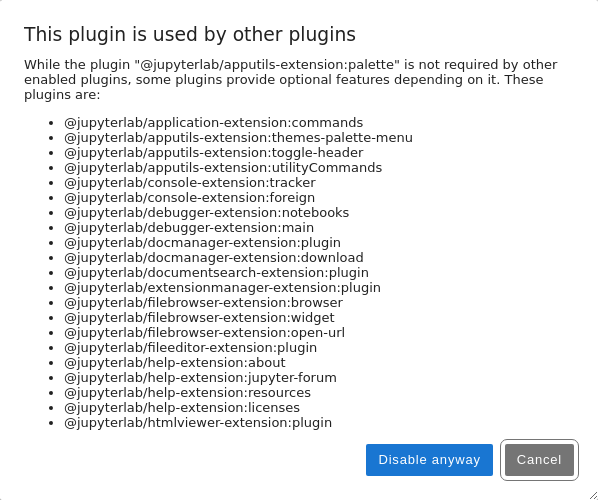 This plugin is used by other plugins
While the plugin "@jupyterlab/apputils-extension:palette" is not required by other
enabled plugins, some plugins provide optional features depending on it. These
plugins are:
• @jupyterlab/application-extension:commands
• @jupyterlab/apputils-extension:themes-palette-menu
• @jupyterlab/apputils-extension:toggle-header
• @jupyterlab/apputils-extension:utilityCommands
• @jupyterlab/console-extension:tracker
• @jupyterlab/console-extension:foreign
• @jupyterlab/debugger-extension:notebooks
• @jupyterlab/debugger-extension:main
• @jupyterlab/docmanager-extension:plugin
• @jupyterlab/docmanager-extension:download
• @jupyterlab/documentsearch-extension:plugin
• @jupyterlab/extensionmanager-extension:plugin
• @jupyterlab/filebrowser-extension:browser
• @jupyterlab/filebrowser-extension:widget
• @jupyterlab/filebrowser-extension:open-url
• @jupyterlab/fileeditor-extension:plugin
• @jupyterlab/help-extension:about
• @jupyterlab/help-extension:jupyter-forum
• @jupyterlab/help-extension:resources
• @jupyterlab/help-extension:licenses
• @jupyterlab/htmlviewer-extension:plugin
Disable anyway Cancel